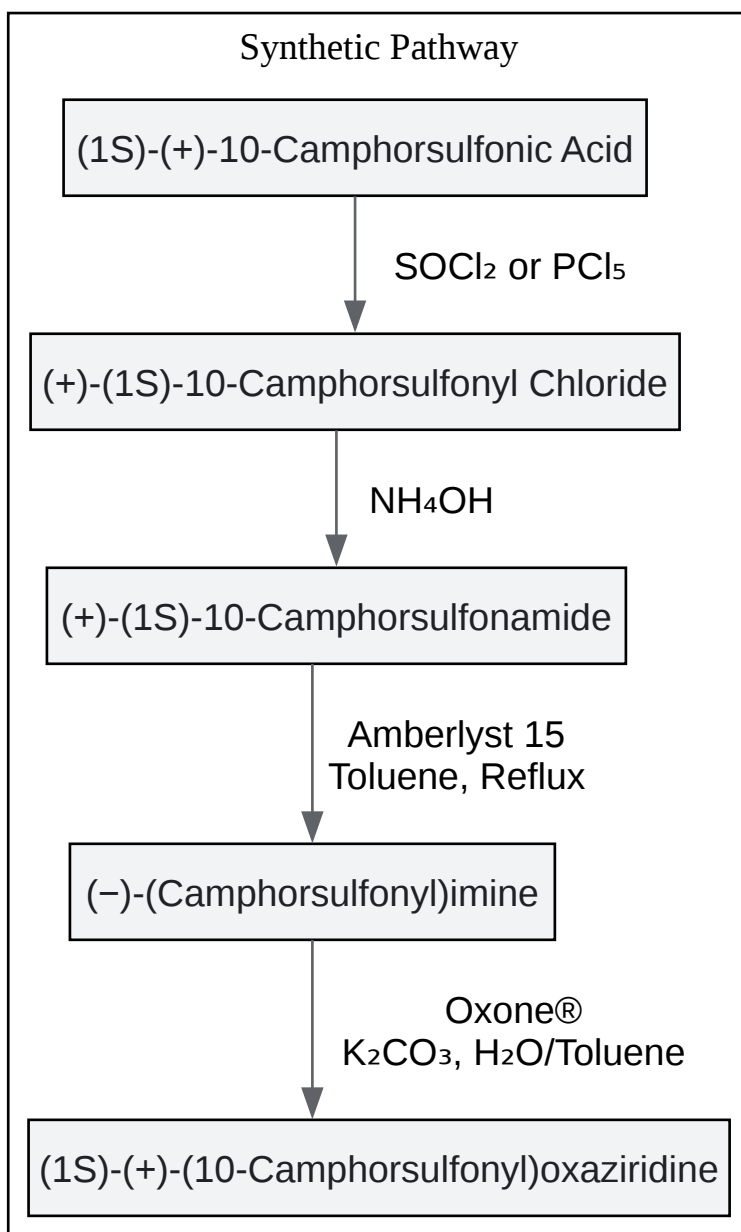 Synthetic Pathway
(1S)-(+)-10-Camphorsulfonic Acid
SOCl₂ or PCl₅
(+)-(1S)-10-Camphorsulfonyl Chloride
NH₄OH
(+)-(1S)-10-Camphorsulfonamide
Amberlyst 15
Toluene, Reflux
(−)-(Camphorsulfonyl)imine
Oxone®
K₂CO₃, H₂O/Toluene
(1S)-(+)-(10-Camphorsulfonyl)oxaziridine